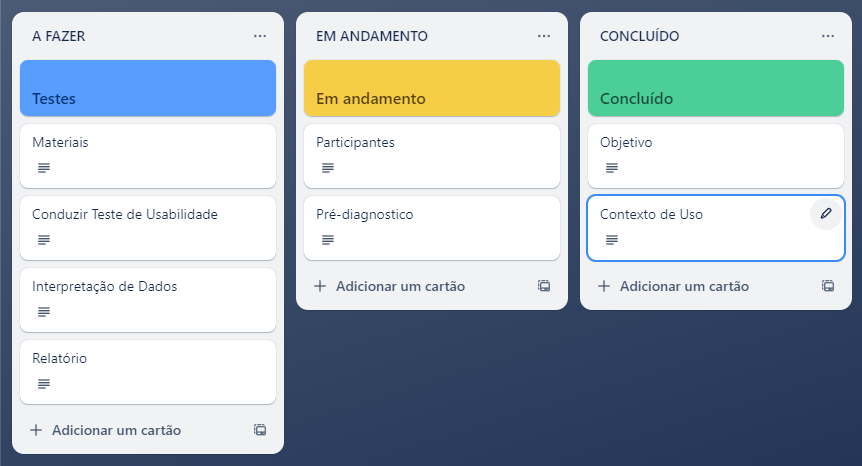 A FAZER
Testes
Materiais
Conduzir Teste de Usabilidade
Interpretação de Dados
Relatório
Adicionar um cartão
EM ANDAMENTO
Em andamento
Participantes
Pré-diagnostico
Adicionar um cartão
CONCLUÍDO
Concluído
Objetivo
Contexto de Uso
Adicionar um cartão